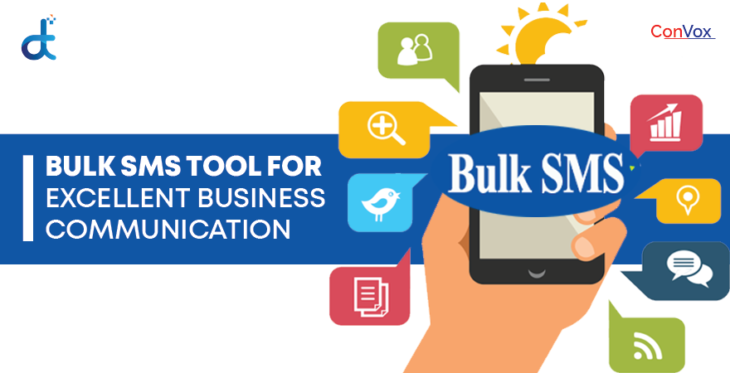 ConVox
BULK SMS TOOL FOR
EXCELLENT BUSINESS
COMMUNICATION
Bulk SMS